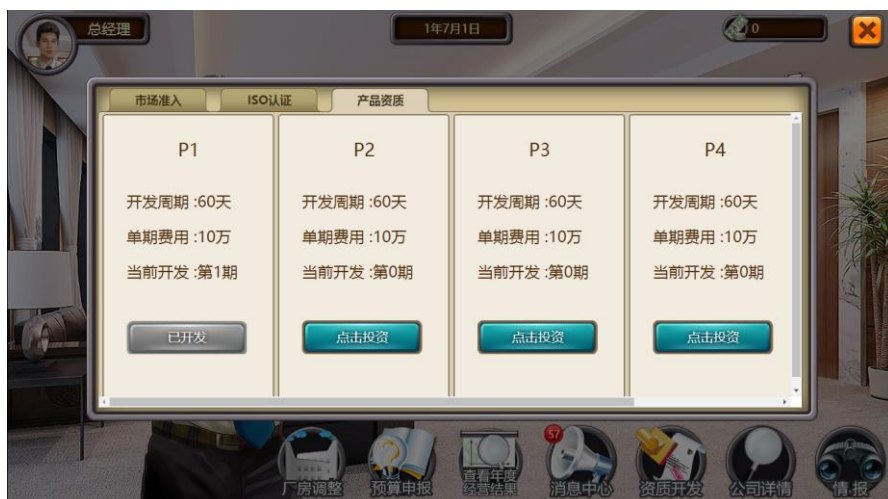 总经理
1年7月1日
0
市场准入 ISO认证 产品资质
P1 P2 P3 P4
开发周期 :60天 开发周期 :60天 开发周期 :60天 开发周期 :60天
单期费用 :10万 单期费用 :10万 单期费用 :10万 单期费用 :10万
当前开发 :第1期 当前开发 :第0期 当前开发 :第0期 当前开发 :第0期
已开发 点击投资 点击投资 点击投资
57
厂房调整 预算申报 查看年度 消息中心 资质开发 公司详情 情报
经营结果